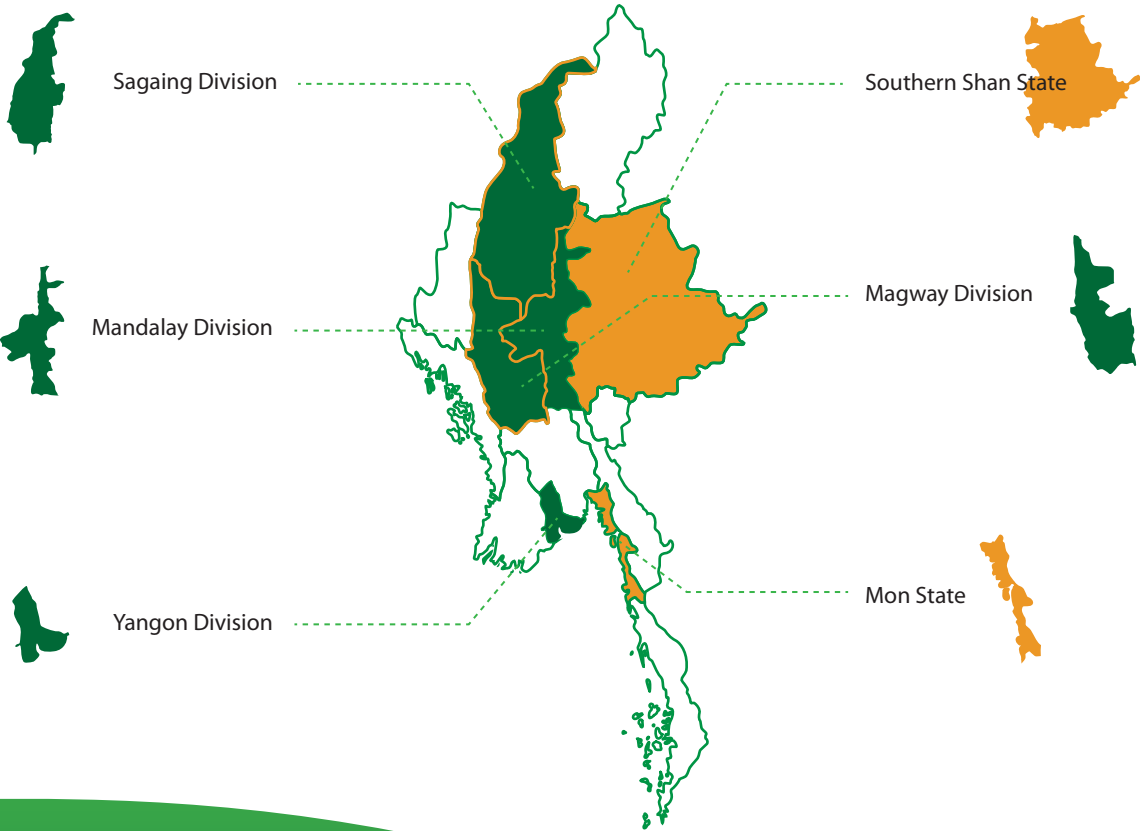 Sagaing Division
Southern Shan State
Mandalay Division
Magway Division
Yangon Division
Mon State